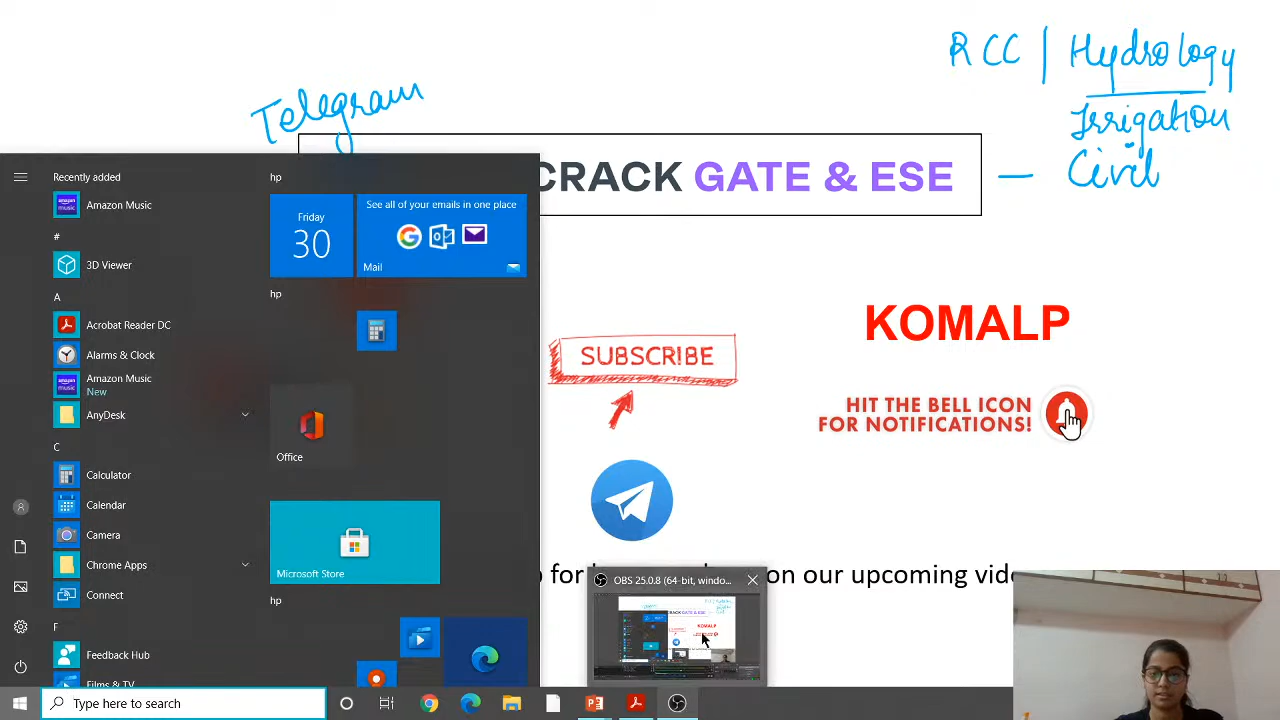 RCC | Hydrology
Irrigation
Civil
Telegram
CRACK GATE & ESE
KOMALP
SUBSCRIBE
HIT THE BELL ICON
FOR NOTIFICATIONS!
on our upcoming
Recently added
Amazon Music
#
3D Viewer
A
Acrobat Reader DC
Alarms & Clock
Amazon Music
New
AnyDesk
C
Calculator
Calendar
Camera
Chrome Apps
Connect
F
Feedback Hub
Films & TV
hp
Friday
30
See all of your emails in one place
Mail
hp
Office
Microsoft Store
hp
OBS 25.0.8 (64-bit, windo...
Type here to search